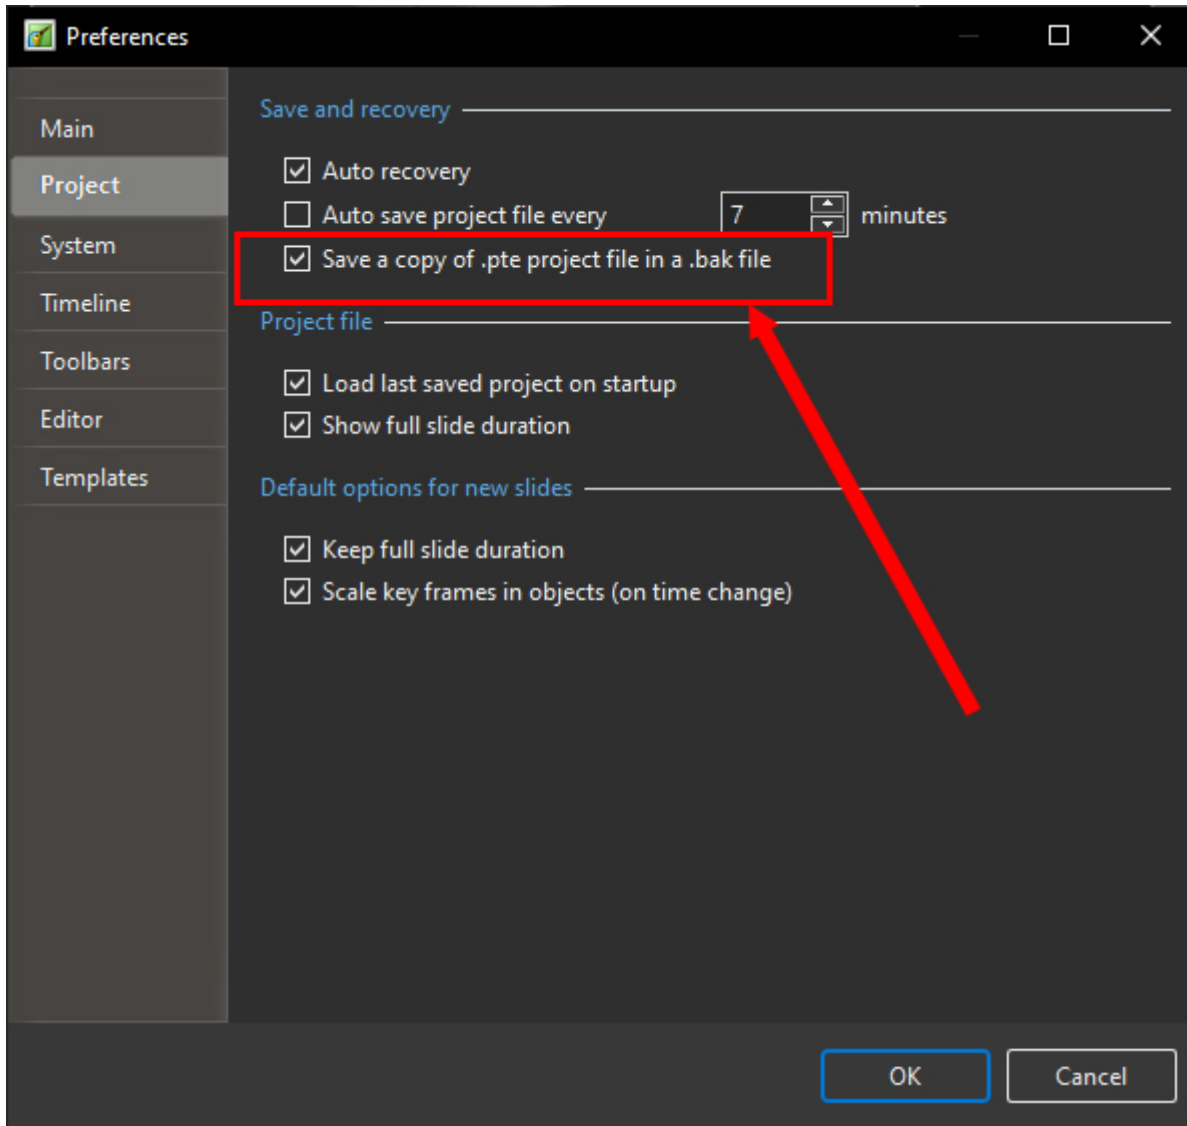 Preferences
Main
Project
System
Timeline
Toolbars
Editor
Templates
Save and recovery
Auto recovery
Auto save project file every 7 minutes
Save a copy of .pte project file in a .bak file
Project file
Load last saved project on startup
Show full slide duration
Default options for new slides
Keep full slide duration
Scale key frames in objects (on time change)
OK Cancel